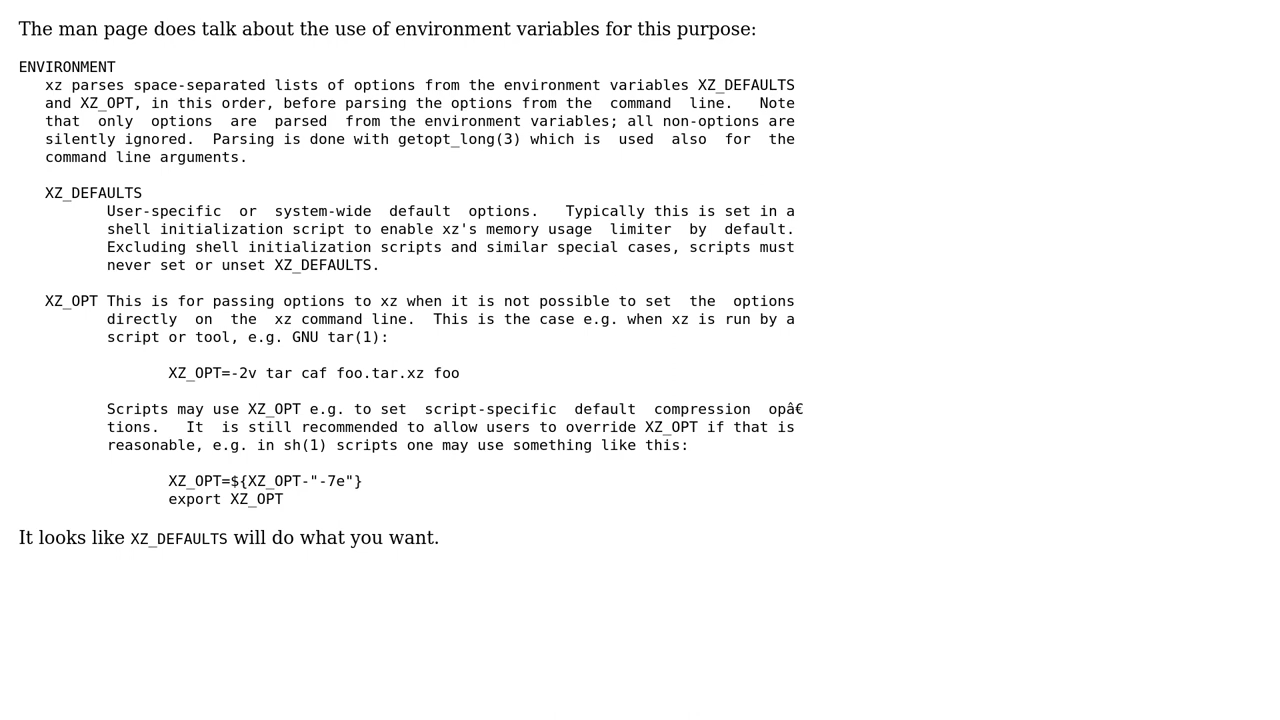 The man page does talk about the use of environment variables for this purpose:
ENVIRONMENT
xz parses space-separated lists of options from the environment variables XZ_DEFAULTS
and XZ_OPT, in this order, before parsing the options from the  command  line.   Note
that  only  options  are  parsed  from the environment variables; all non-options are
silently ignored.  Parsing is done with getopt_long(3) which is  used  also  for  the
command line arguments.
XZ_DEFAULTS
User-specific  or  system-wide  default  options.   Typically this is set in a
shell initialization script to enable xz's memory usage  limiter  by  default.
Excluding shell initialization scripts and similar special cases, scripts must
never set or unset XZ_DEFAULTS.
XZ_OPT This is for passing options to xz when it is not possible to set  the  options
directly  on  the  xz command line.  This is the case e.g. when xz is run by a
script or tool, e.g. GNU tar(1):
XZ_OPT=-2v tar caf foo.tar.xz foo
Scripts may use XZ_OPT e.g. to set  script-specific  default  compression  opâ€
tions.   It  is still recommended to allow users to override XZ_OPT if that is
reasonable, e.g. in sh(1) scripts one may use something like this:
XZ_OPT=${XZ_OPT-"-7e"}
export XZ_OPT
It looks like XZ_DEFAULTS will do what you want.